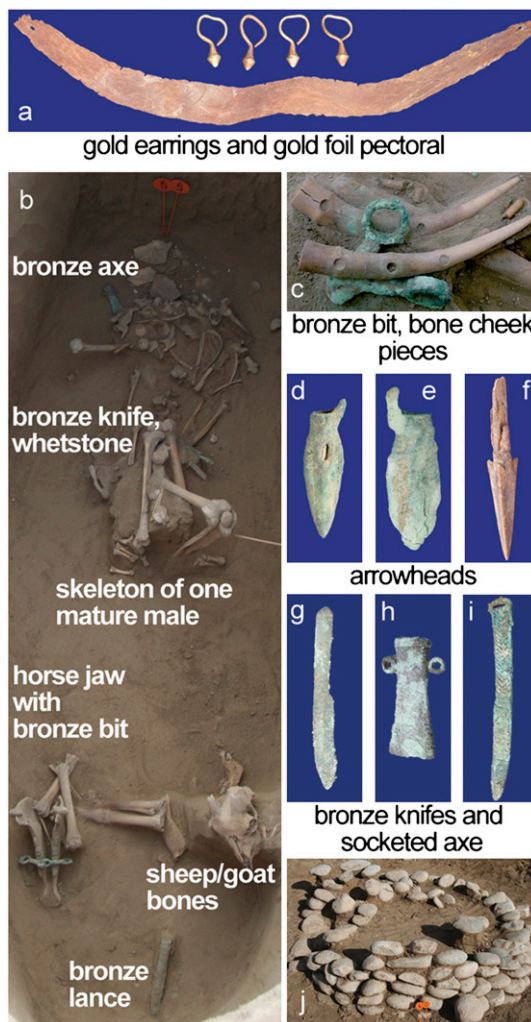 a
gold earrings and gold foil pectoral
b
bronze axe
bronze knife,
whetstone
skeleton of one
mature male
horse jaw
with
bronze bit
sheep/goat
bones
bronze
lance
c
bronze bit, bone cheek
pieces
d
e
f
arrowheads
g
h
i
bronze knifes and
socketed axe
j